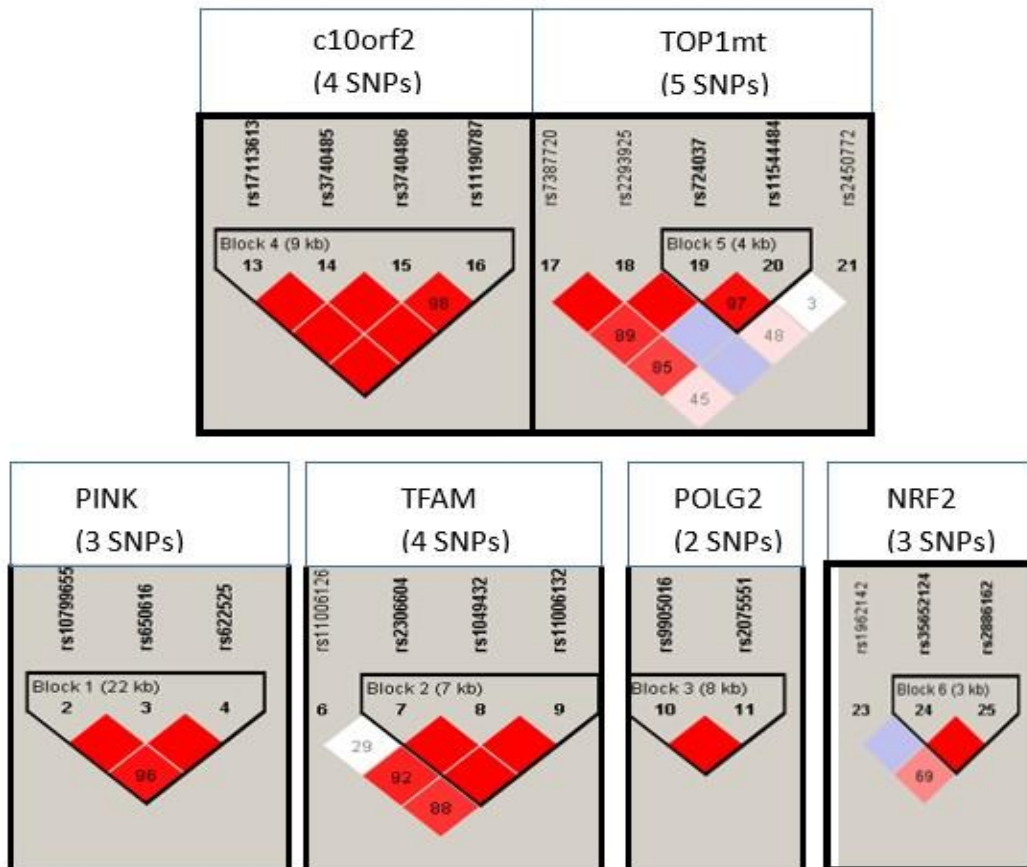 c10orf2
(4 SNPs)
TOP1mt
(5 SNPs)
rs17113613
rs3740485
rs3740486
rs11190787
rs7387720
rs2293925
rs724037
rs11544484
rs2450772
Block 4 (9 kb)
13 14 15 16
98
Block 5 (4 kb)
17 18 19 20 21
97 3
89 48
85
45
PINK
(3 SNPs)
TFAM
(4 SNPs)
POLG2
(2 SNPs)
NRF2
(3 SNPs)
rs10799655
rs650616
rs622525
rs11006126
rs2306604
rs1049432
rs11006132
rs9905016
rs2075551
rs1962142
rs35652124
rs2886162
Block 1 (22 kb)
2 3 4
96
Block 2 (7 kb)
6 7 8 9
29
92
88
Block 3 (8 kb)
10 11
Block 6 (3 kb)
23 24 25
69